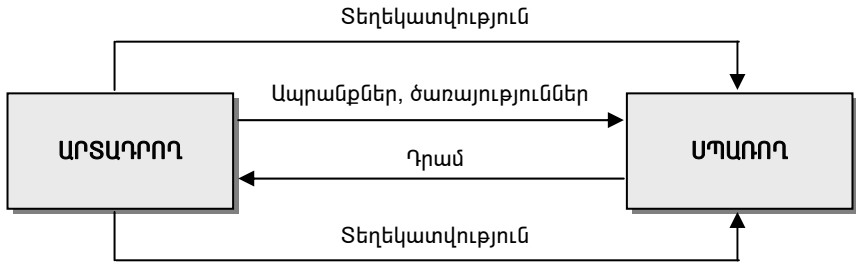 Տեղեկատվություն
Ապրանքներ, ծառայություններ
ԱՐՏԱԴՐՈՂ
ՍՊԱՌՈՂ
Դրամ
Տեղեկատվություն